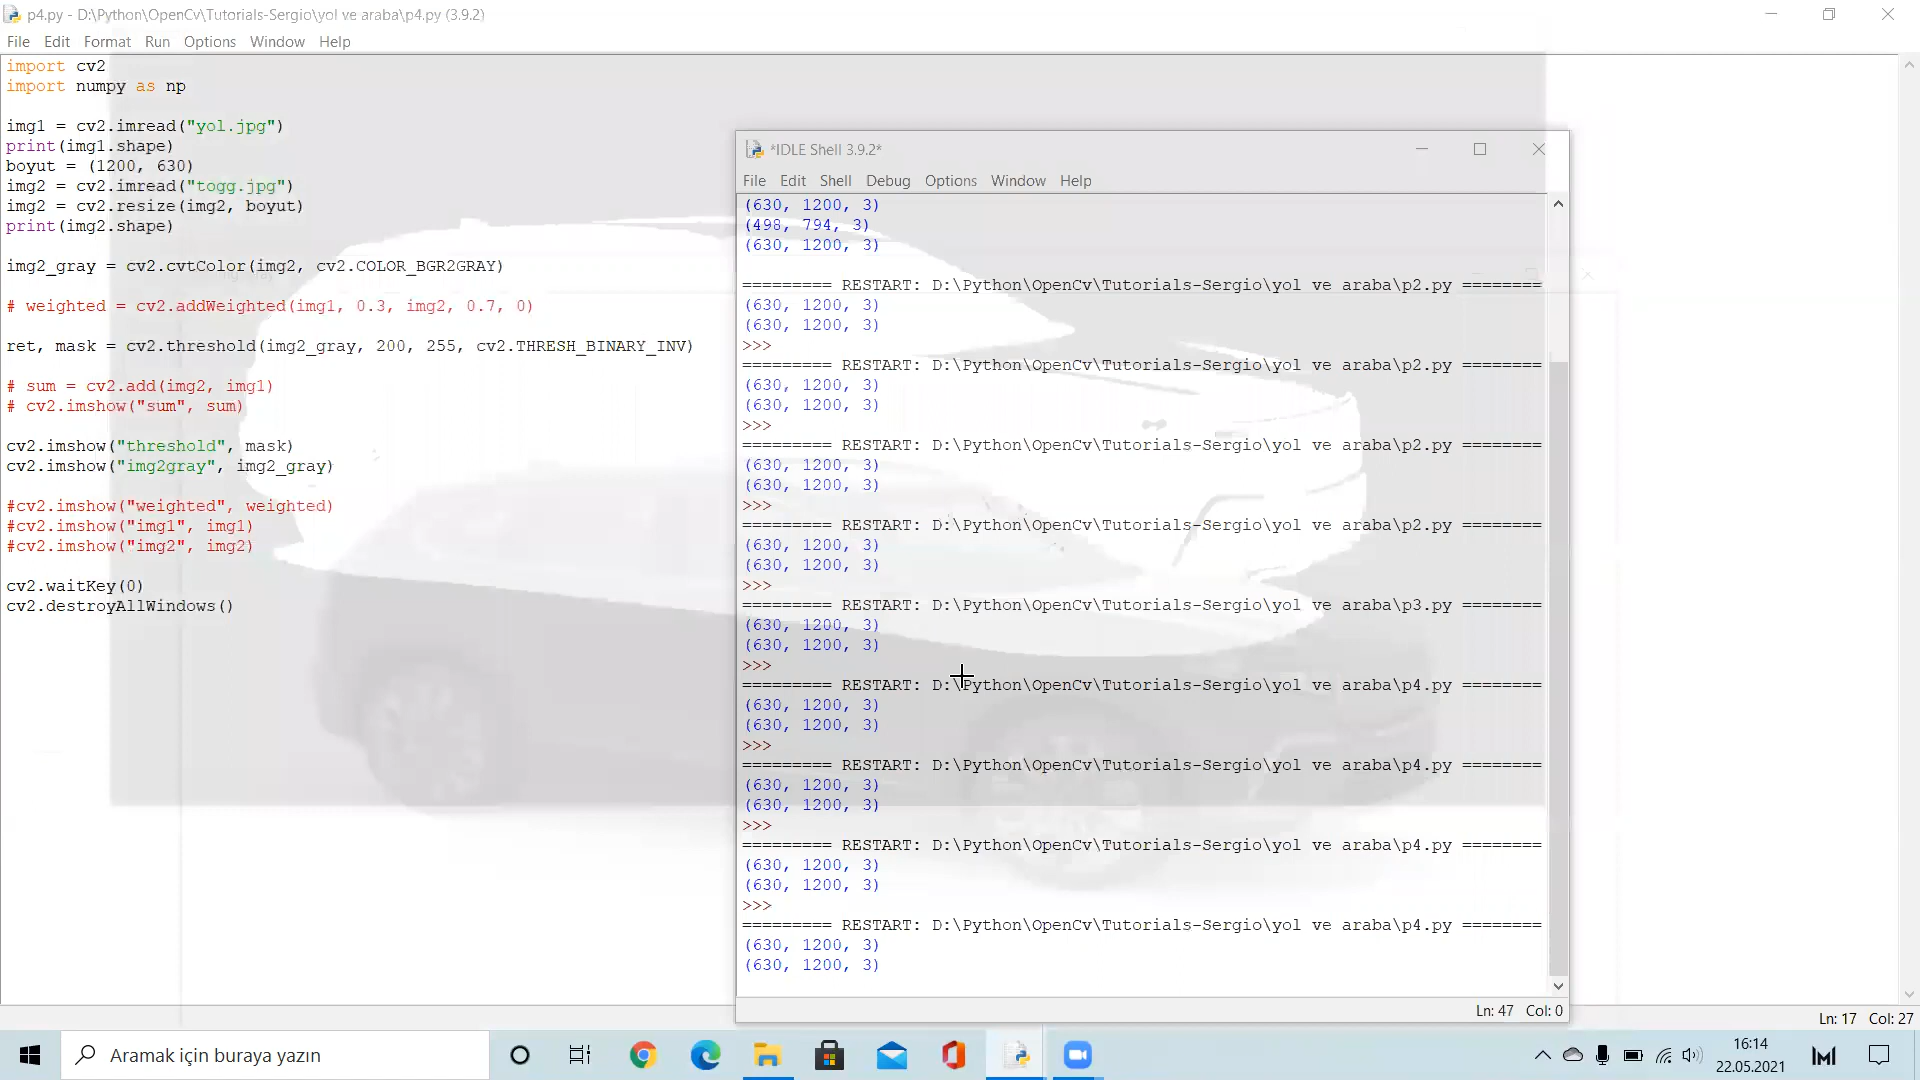 p4.py - D:\Python\OpenCv\Tutorials-Sergio\yol ve araba\p4.py (3.9.2)
File Edit Format Run Options Window Help
import cv2
import numpy as np
img1 = cv2.imread("yol.jpg")
print(img1.shape)
boyut = (1200, 630)
img2 = cv2.imread("togg.jpg")
img2 = cv2.resize(img2, boyut)
print(img2.shape)
img2_gray = cv2.cvtColor(img2, cv2.COLOR_BGR2GRAY)
# weighted = cv2.addWeighted(img1, 0.3, img2, 0.7, 0)
ret, mask = cv2.threshold(img2_gray, 200, 255, cv2.THRESH_BINARY_INV)
# sum = cv2.add(img2, img1)
# cv2.imshow("sum", sum)
cv2.imshow("threshold", mask)
cv2.imshow("img2gray", img2_gray)
#cv2.imshow("weighted", weighted)
#cv2.imshow("img1", img1)
#cv2.imshow("img2", img2)
cv2.waitKey(0)
cv2.destroyAllWindows()
*IDLE Shell 3.9.2*
File Edit Shell Debug Options Window Help
(630, 1200, 3)
(498, 794, 3)
(630, 1200, 3)
========= RESTART: D:\Python\OpenCv\Tutorials-Sergio\yol ve araba\p2.py ========
(630, 1200, 3)
(630, 1200, 3)
>>>
========= RESTART: D:\Python\OpenCv\Tutorials-Sergio\yol ve araba\p2.py ========
(630, 1200, 3)
(630, 1200, 3)
>>>
========= RESTART: D:\Python\OpenCv\Tutorials-Sergio\yol ve araba\p2.py ========
(630, 1200, 3)
(630, 1200, 3)
>>>
========= RESTART: D:\Python\OpenCv\Tutorials-Sergio\yol ve araba\p2.py ========
(630, 1200, 3)
(630, 1200, 3)
>>>
========= RESTART: D:\Python\OpenCv\Tutorials-Sergio\yol ve araba\p3.py ========
(630, 1200, 3)
(630, 1200, 3)
>>>
========= RESTART: D:\Python\OpenCv\Tutorials-Sergio\yol ve araba\p4.py ========
(630, 1200, 3)
(630, 1200, 3)
>>>
========= RESTART: D:\Python\OpenCv\Tutorials-Sergio\yol ve araba\p4.py ========
(630, 1200, 3)
(630, 1200, 3)
>>>
========= RESTART: D:\Python\OpenCv\Tutorials-Sergio\yol ve araba\p4.py ========
(630, 1200, 3)
(630, 1200, 3)
>>>
========= RESTART: D:\Python\OpenCv\Tutorials-Sergio\yol ve araba\p4.py ========
(630, 1200, 3)
(630, 1200, 3)
Ln: 47 Col: 0
Ln: 17 Col: 27
Aramak için buraya yazın
16:14
22.05.2021